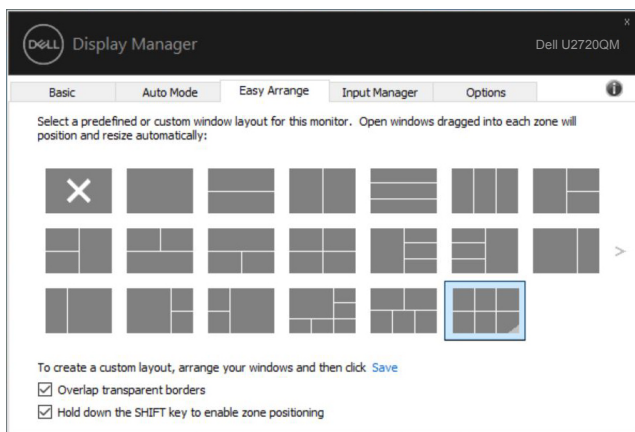 x
DELL Display Manager Dell U2720QM
Basic Auto Mode Easy Arrange Input Manager Options i
Select a predefined or custom window layout for this monitor. Open windows dragged into each zone will
position and resize automatically:
>
To create a custom layout, arrange your windows and then click Save
Overlap transparent borders
Hold down the SHIFT key to enable zone positioning